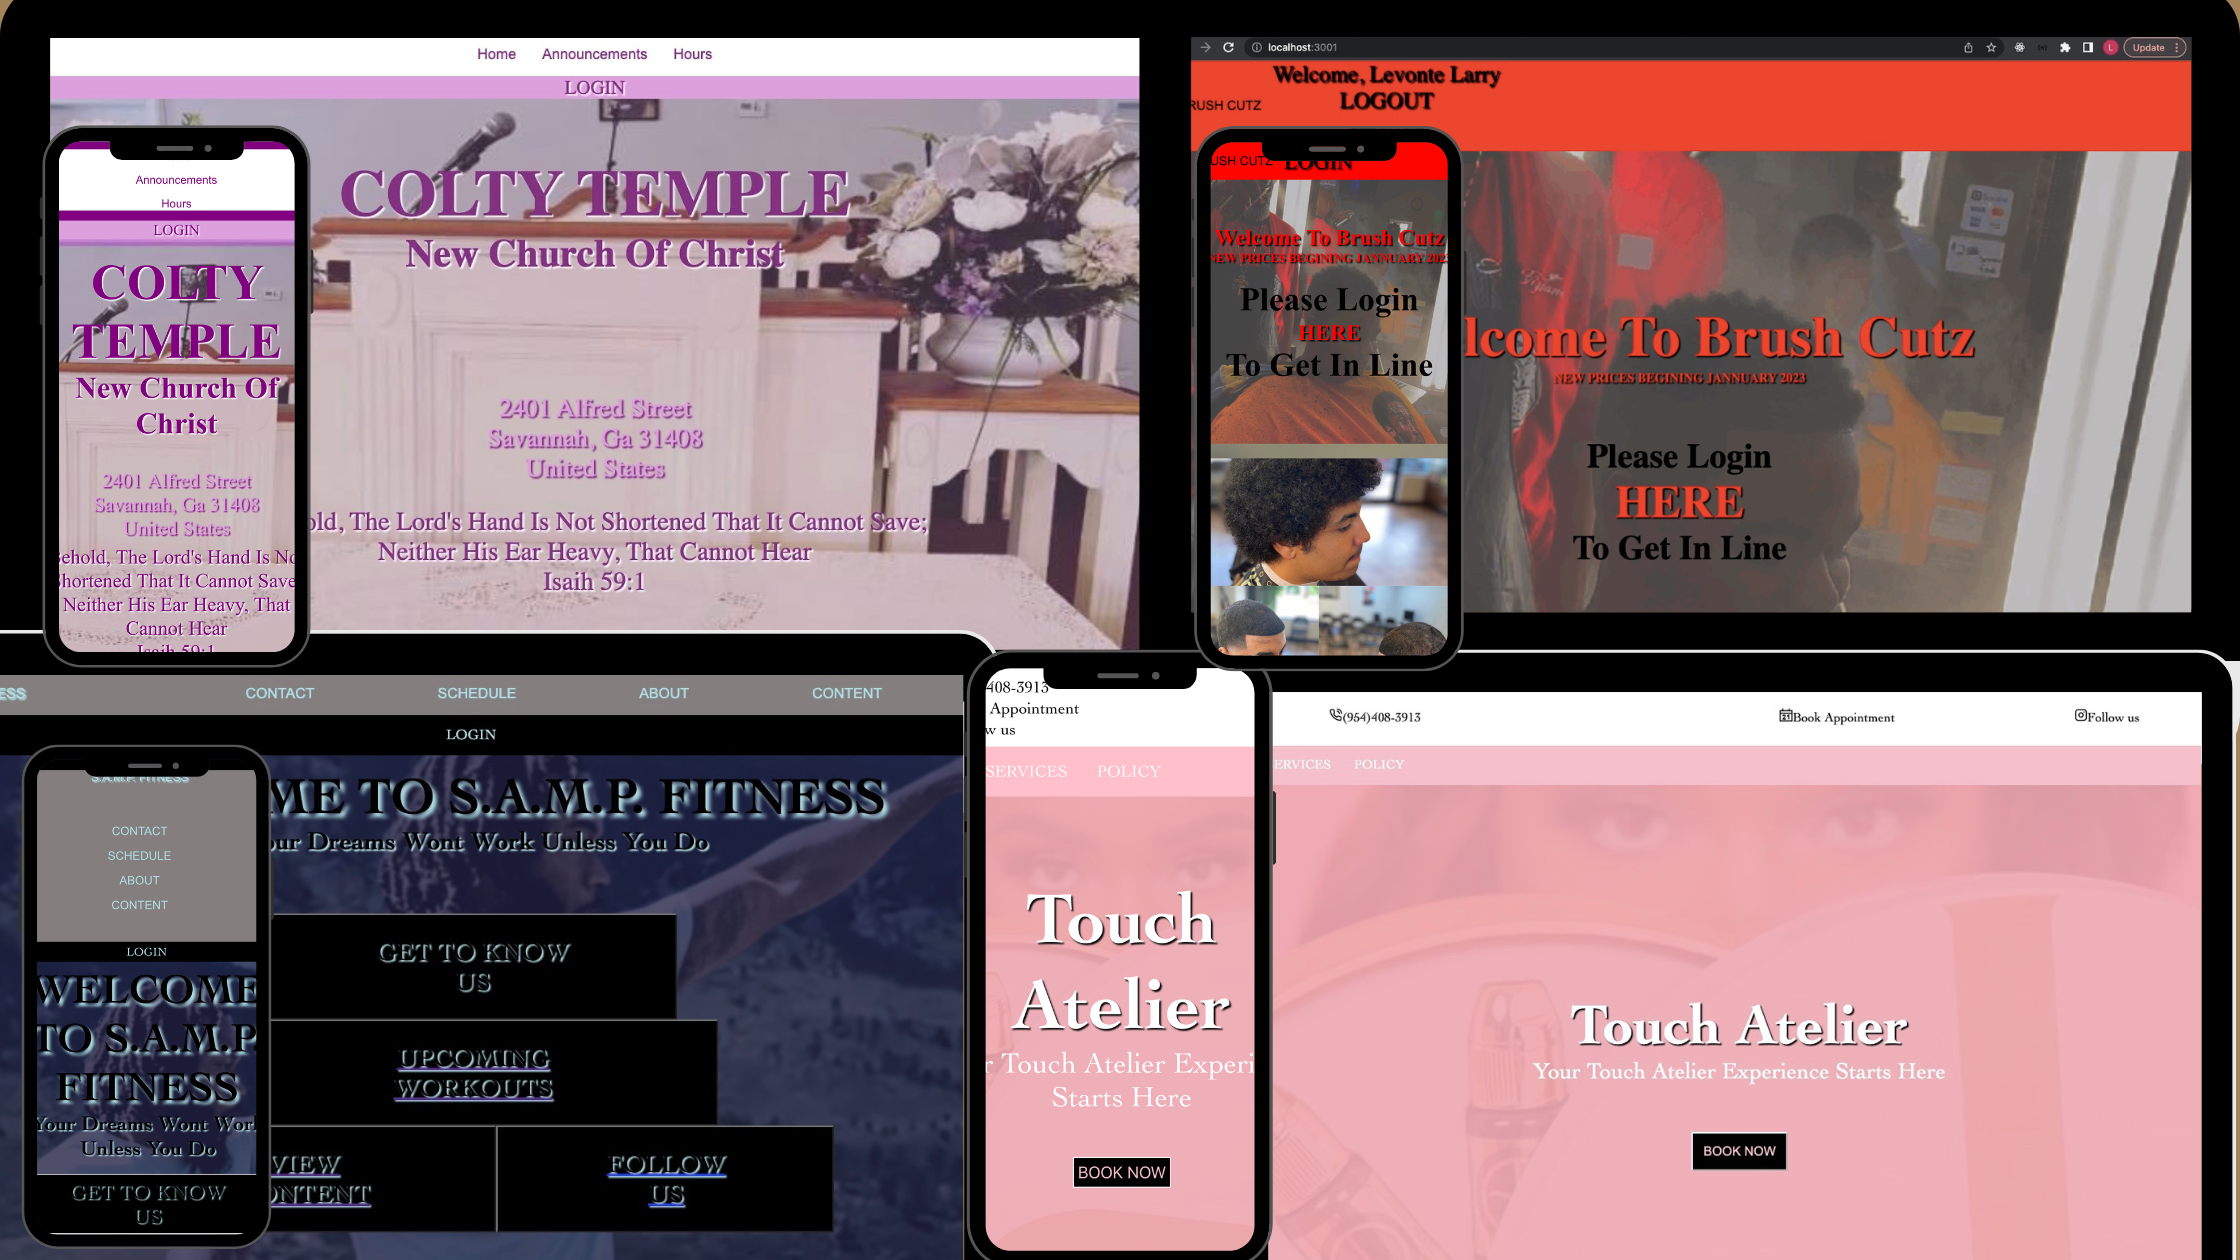 Home Announcements Hours
LOGIN
COLTY TEMPLE
New Church Of Christ
2401 Alfred Street
Savannah, Ga 31408
United States
old, The Lord's Hand Is Not Shortened That It Cannot Save;
Neither His Ear Heavy, That Cannot Hear
Isaih 59:1
Announcements
Hours
LOGIN
COLTY
TEMPLE
New Church Of
Christ
2401 Alfred Street
Savannah, Ga 31408
United States
ehold, The Lord's Hand Is No
hortened That It Cannot Save
Neither His Ear Heavy, That
Cannot Hear
Isaih 59:1
localhost:3001
L Update
Welcome, Levonte Larry
RUSH CUTZ LOGOUT
lcome To Brush Cutz
NEW PRICES BEGINING JANNUARY 2023
Please Login
HERE
To Get In Line
USH CUTZ LOGIN
Welcome To Brush Cutz
NEW PRICES BEGINING JANNUARY 202
Please Login
HERE
To Get In Line
ESS CONTACT SCHEDULE ABOUT CONTENT
LOGIN
ME TO S.A.M.P. FITNESS
our Dreams Wont Work Unless You Do
GET TO KNOW
US
UPCOMING
WORKOUTS
VIEW
ONTENT
FOLLOW
US
S.A.M.P. FITNESS
CONTACT
SCHEDULE
ABOUT
CONTENT
LOGIN
WELCOME
TO S.A.M.P
FITNESS
Your Dreams Wont Wor
Unless You Do
GET TO KNOW
US
408-3913
Appointment
w us
SERVICES POLICY
Touch
Atelier
r Touch Atelier Experi
Starts Here
BOOK NOW
(954)408-3913 Book Appointment Follow us
ERVICES POLICY
Touch Atelier
Your Touch Atelier Experience Starts Here
BOOK NOW